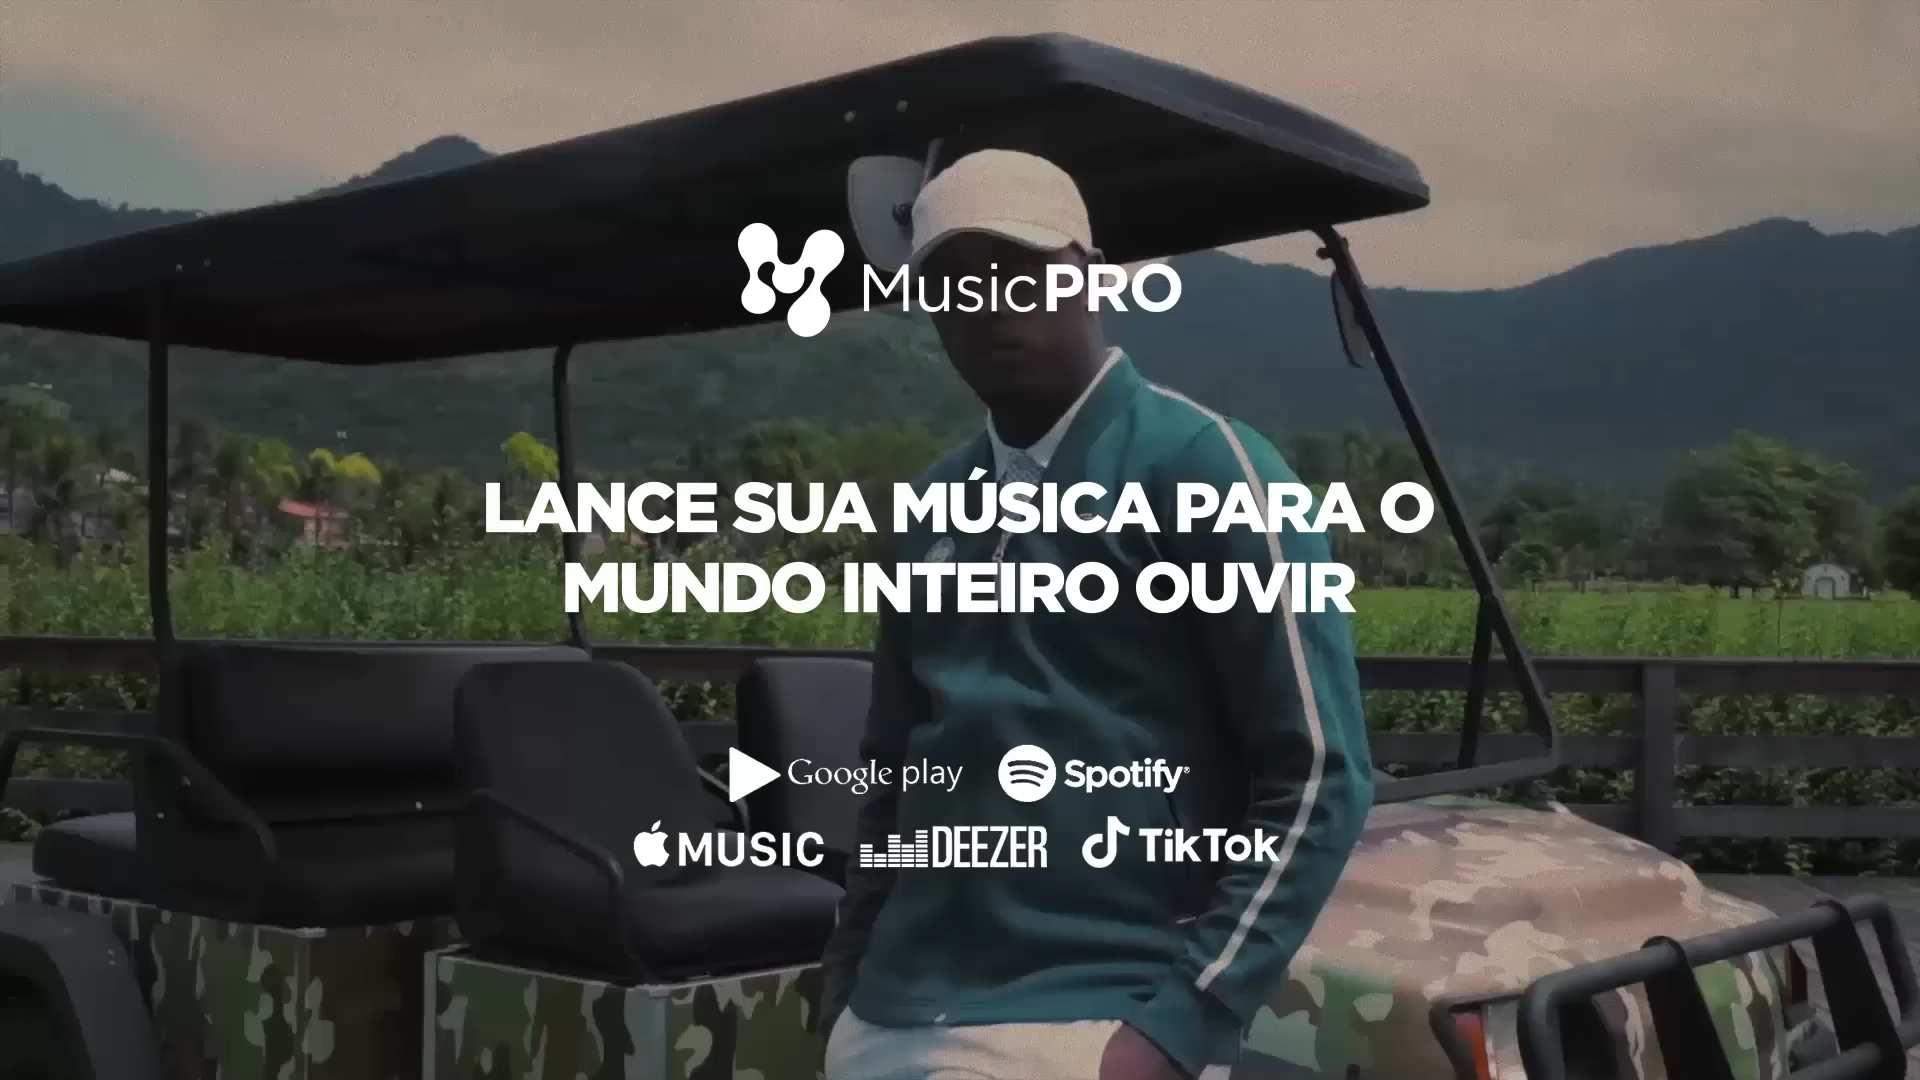 MusicPRO
LANCE SUA MÚSICA PARA O
MUNDO INTEIRO OUVIR
Google play
Spotify
MUSIC
DEEZER
TikTok